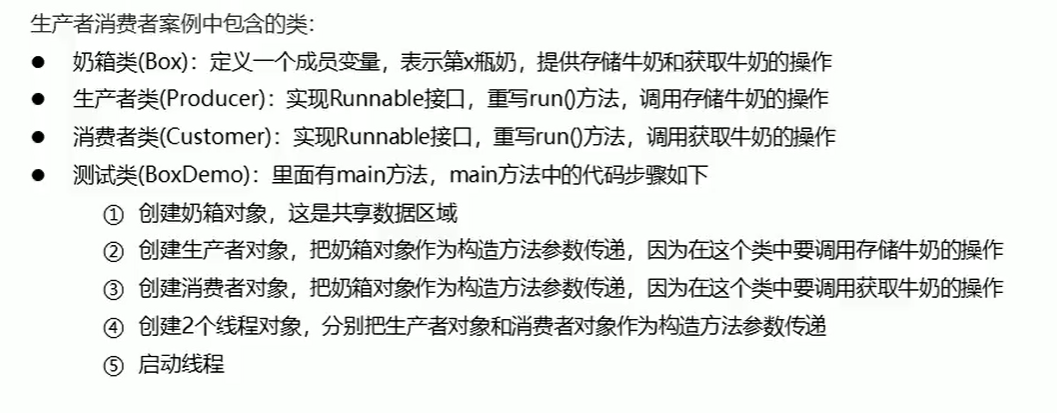 生产者消费者案例中包含的类：
● 奶箱类(Box)：定义一个成员变量，表示第x瓶奶，提供存储牛奶和获取牛奶的操作
● 生产者类(Producer)：实现Runnable接口，重写run()方法，调用存储牛奶的操作
● 消费者类(Customer)：实现Runnable接口，重写run()方法，调用获取牛奶的操作
● 测试类(BoxDemo)：里面有main方法，main方法中的代码步骤如下
① 创建奶箱对象，这是共享数据区域
② 创建生产者对象，把奶箱对象作为构造方法参数传递，因为在这个类中要调用存储牛奶的操作
③ 创建消费者对象，把奶箱对象作为构造方法参数传递，因为在这个类中要调用获取牛奶的操作
④ 创建2个线程对象，分别把生产者对象和消费者对象作为构造方法参数传递
⑤ 启动线程